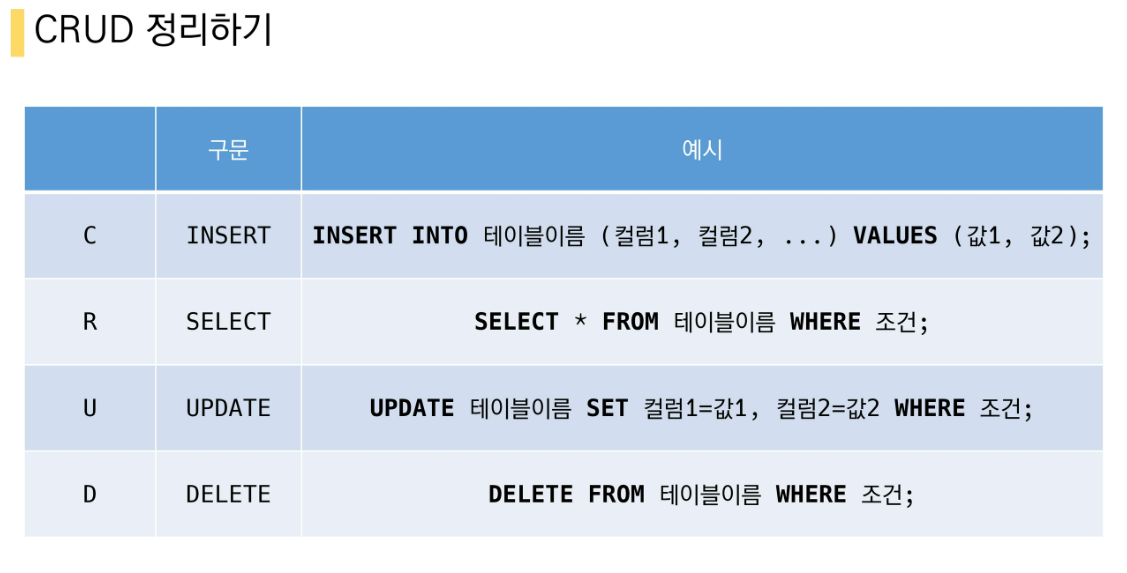 CRUD 정리하기
구문 예시
C INSERT INSERT INTO 테이블이름 (컬럼1, 컬럼2, ...) VALUES (값1, 값2);
R SELECT SELECT * FROM 테이블이름 WHERE 조건;
U UPDATE UPDATE 테이블이름 SET 컬럼1=값1, 컬럼2=값2 WHERE 조건;
D DELETE DELETE FROM 테이블이름 WHERE 조건;